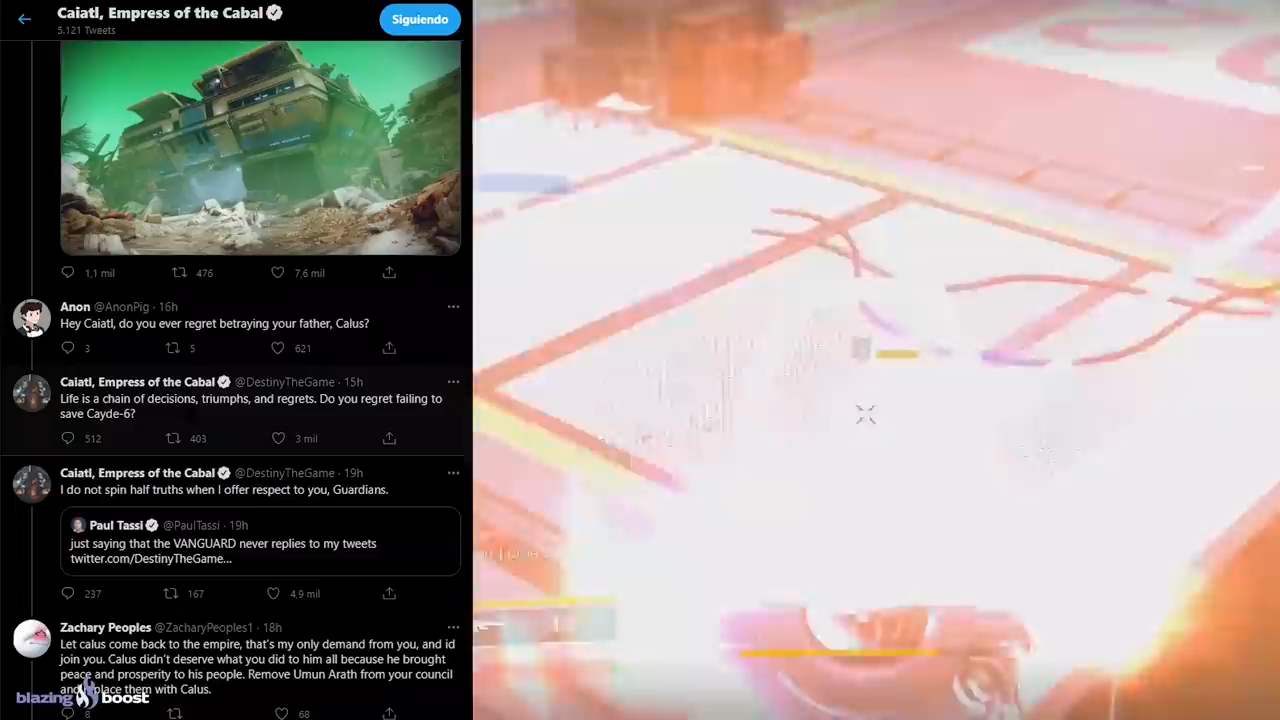 Caiatl, Empress of the Cabal
5.121 Tweets
Siguiendo
1,1 mil 476 7,6 mil
Anon @AnonPig · 16h
Hey Caiatl, do you ever regret betraying your father, Calus?
3 5 621
Caiatl, Empress of the Cabal @DestinyTheGame · 15h
Life is a chain of decisions, triumphs, and regrets. Do you regret failing to
save Cayde-6?
512 403 3 mil
Caiatl, Empress of the Cabal @DestinyTheGame · 19h
I do not spin half truths when I offer respect to you, Guardians.
Paul Tassi @PaulTassi · 19h
just saying that the VANGUARD never replies to my tweets
twitter.com/DestinyTheGame...
237 167 4,9 mil
Zachary Peoples @ZacharyPeoples1 · 18h
Let calus come back to the empire, that's my only demand from you, and id
join you. Calus didn't deserve what you did to him all because he brought
peace and prosperity to his people. Remove Umun Arath from your council
and replace them with Calus.
blazing boost
8 68